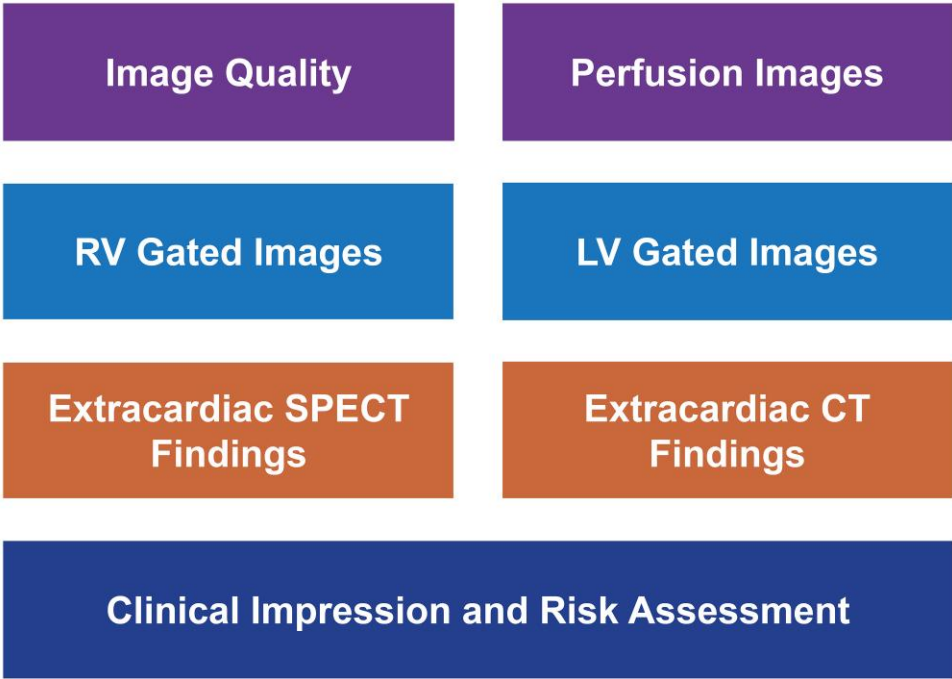 Image Quality
Perfusion Images
RV Gated Images
LV Gated Images
Extracardiac SPECT
Findings
Extracardiac CT
Findings
Clinical Impression and Risk Assessment